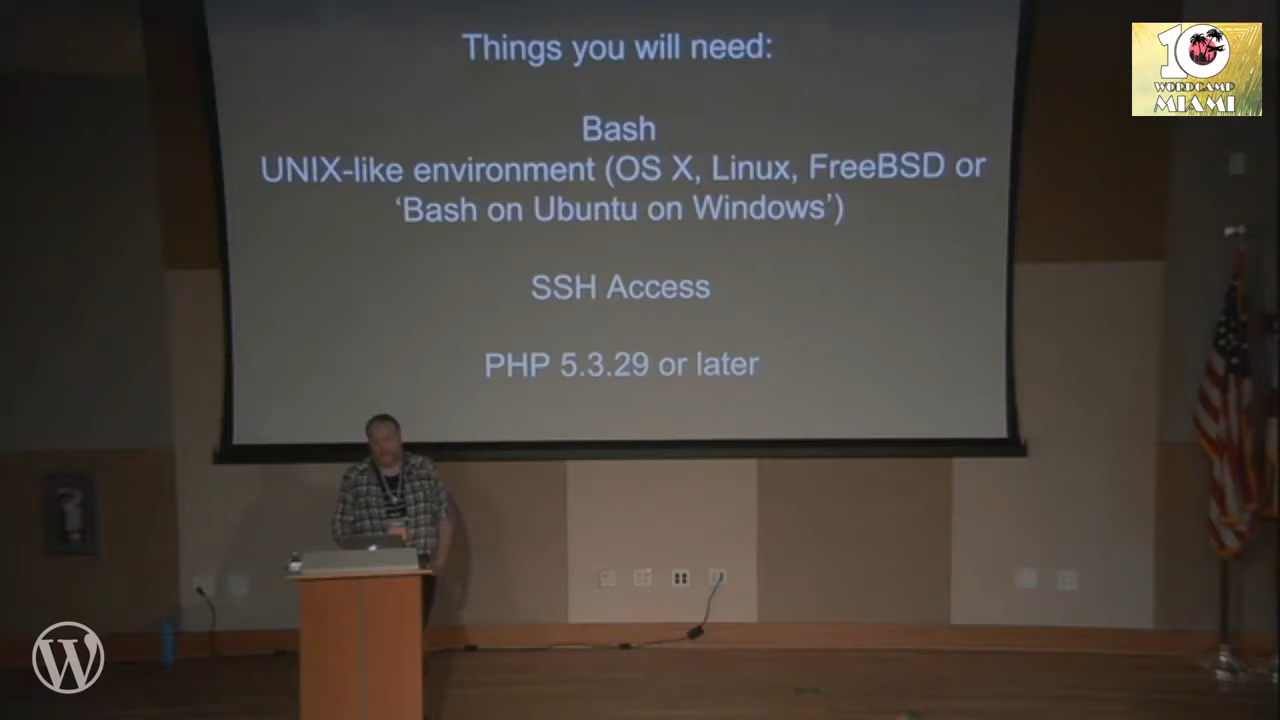 Things you will need:
Bash
UNIX-like environment (OS X, Linux, FreeBSD or
‘Bash on Ubuntu on Windows’)
SSH Access
PHP 5.3.29 or later
10
WORDCAMP
MIAMI
W